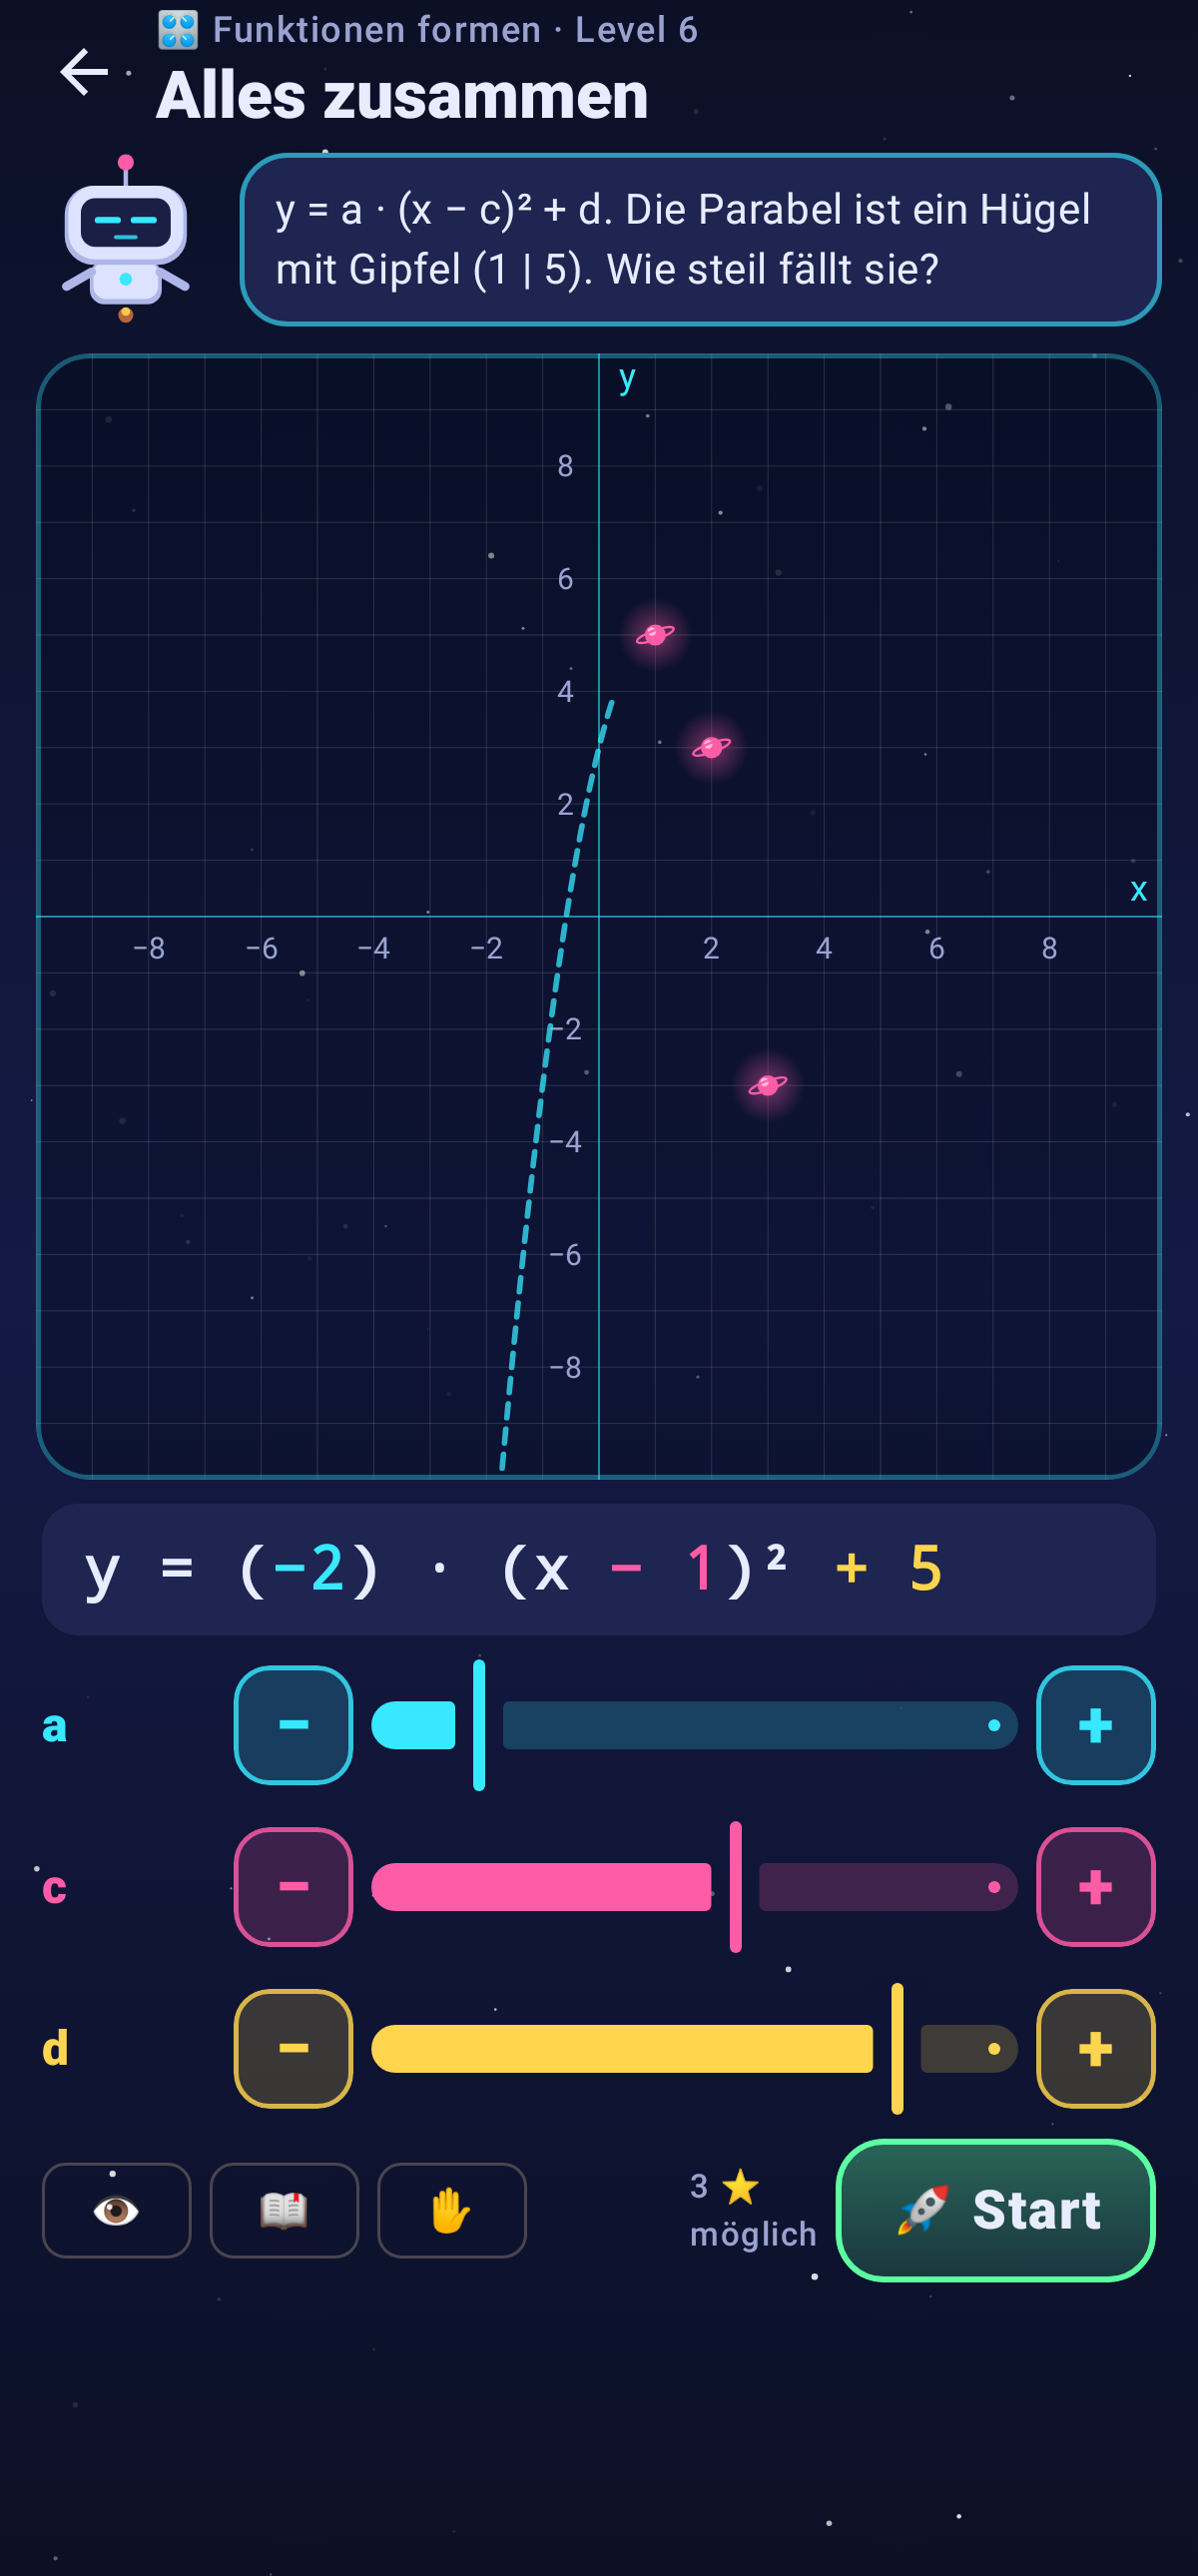 🎛️ Funktionen formen · Level 6
Alles zusammen
y = a · (x − c)² + d. Die Parabel ist ein Hügel
mit Gipfel (1 | 5). Wie steil fällt sie?
y
8
6
4
2
x
−8 −6 −4 −2 2 4 6 8
−2
−4
−6
−8
y = (−2) · (x − 1)² + 5
a − +
c − +
d − +
3 ⭐
möglich
🚀 Start